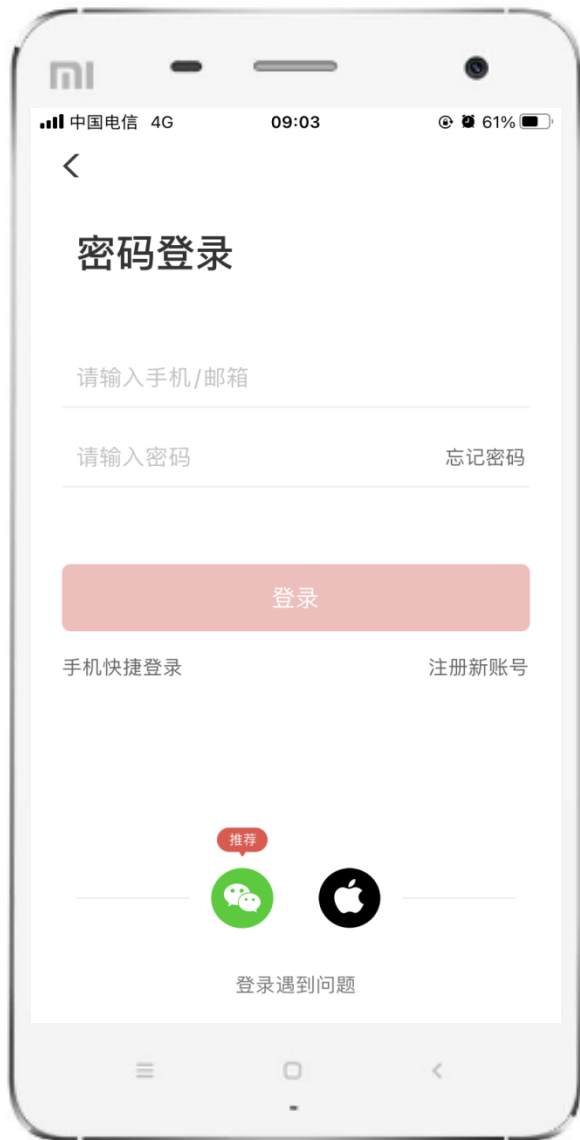 MI
中国电信 4G 09:03 61%
密码登录
请输入手机/邮箱
请输入密码 忘记密码
登录
手机快捷登录 注册新账号
推荐
登录遇到问题